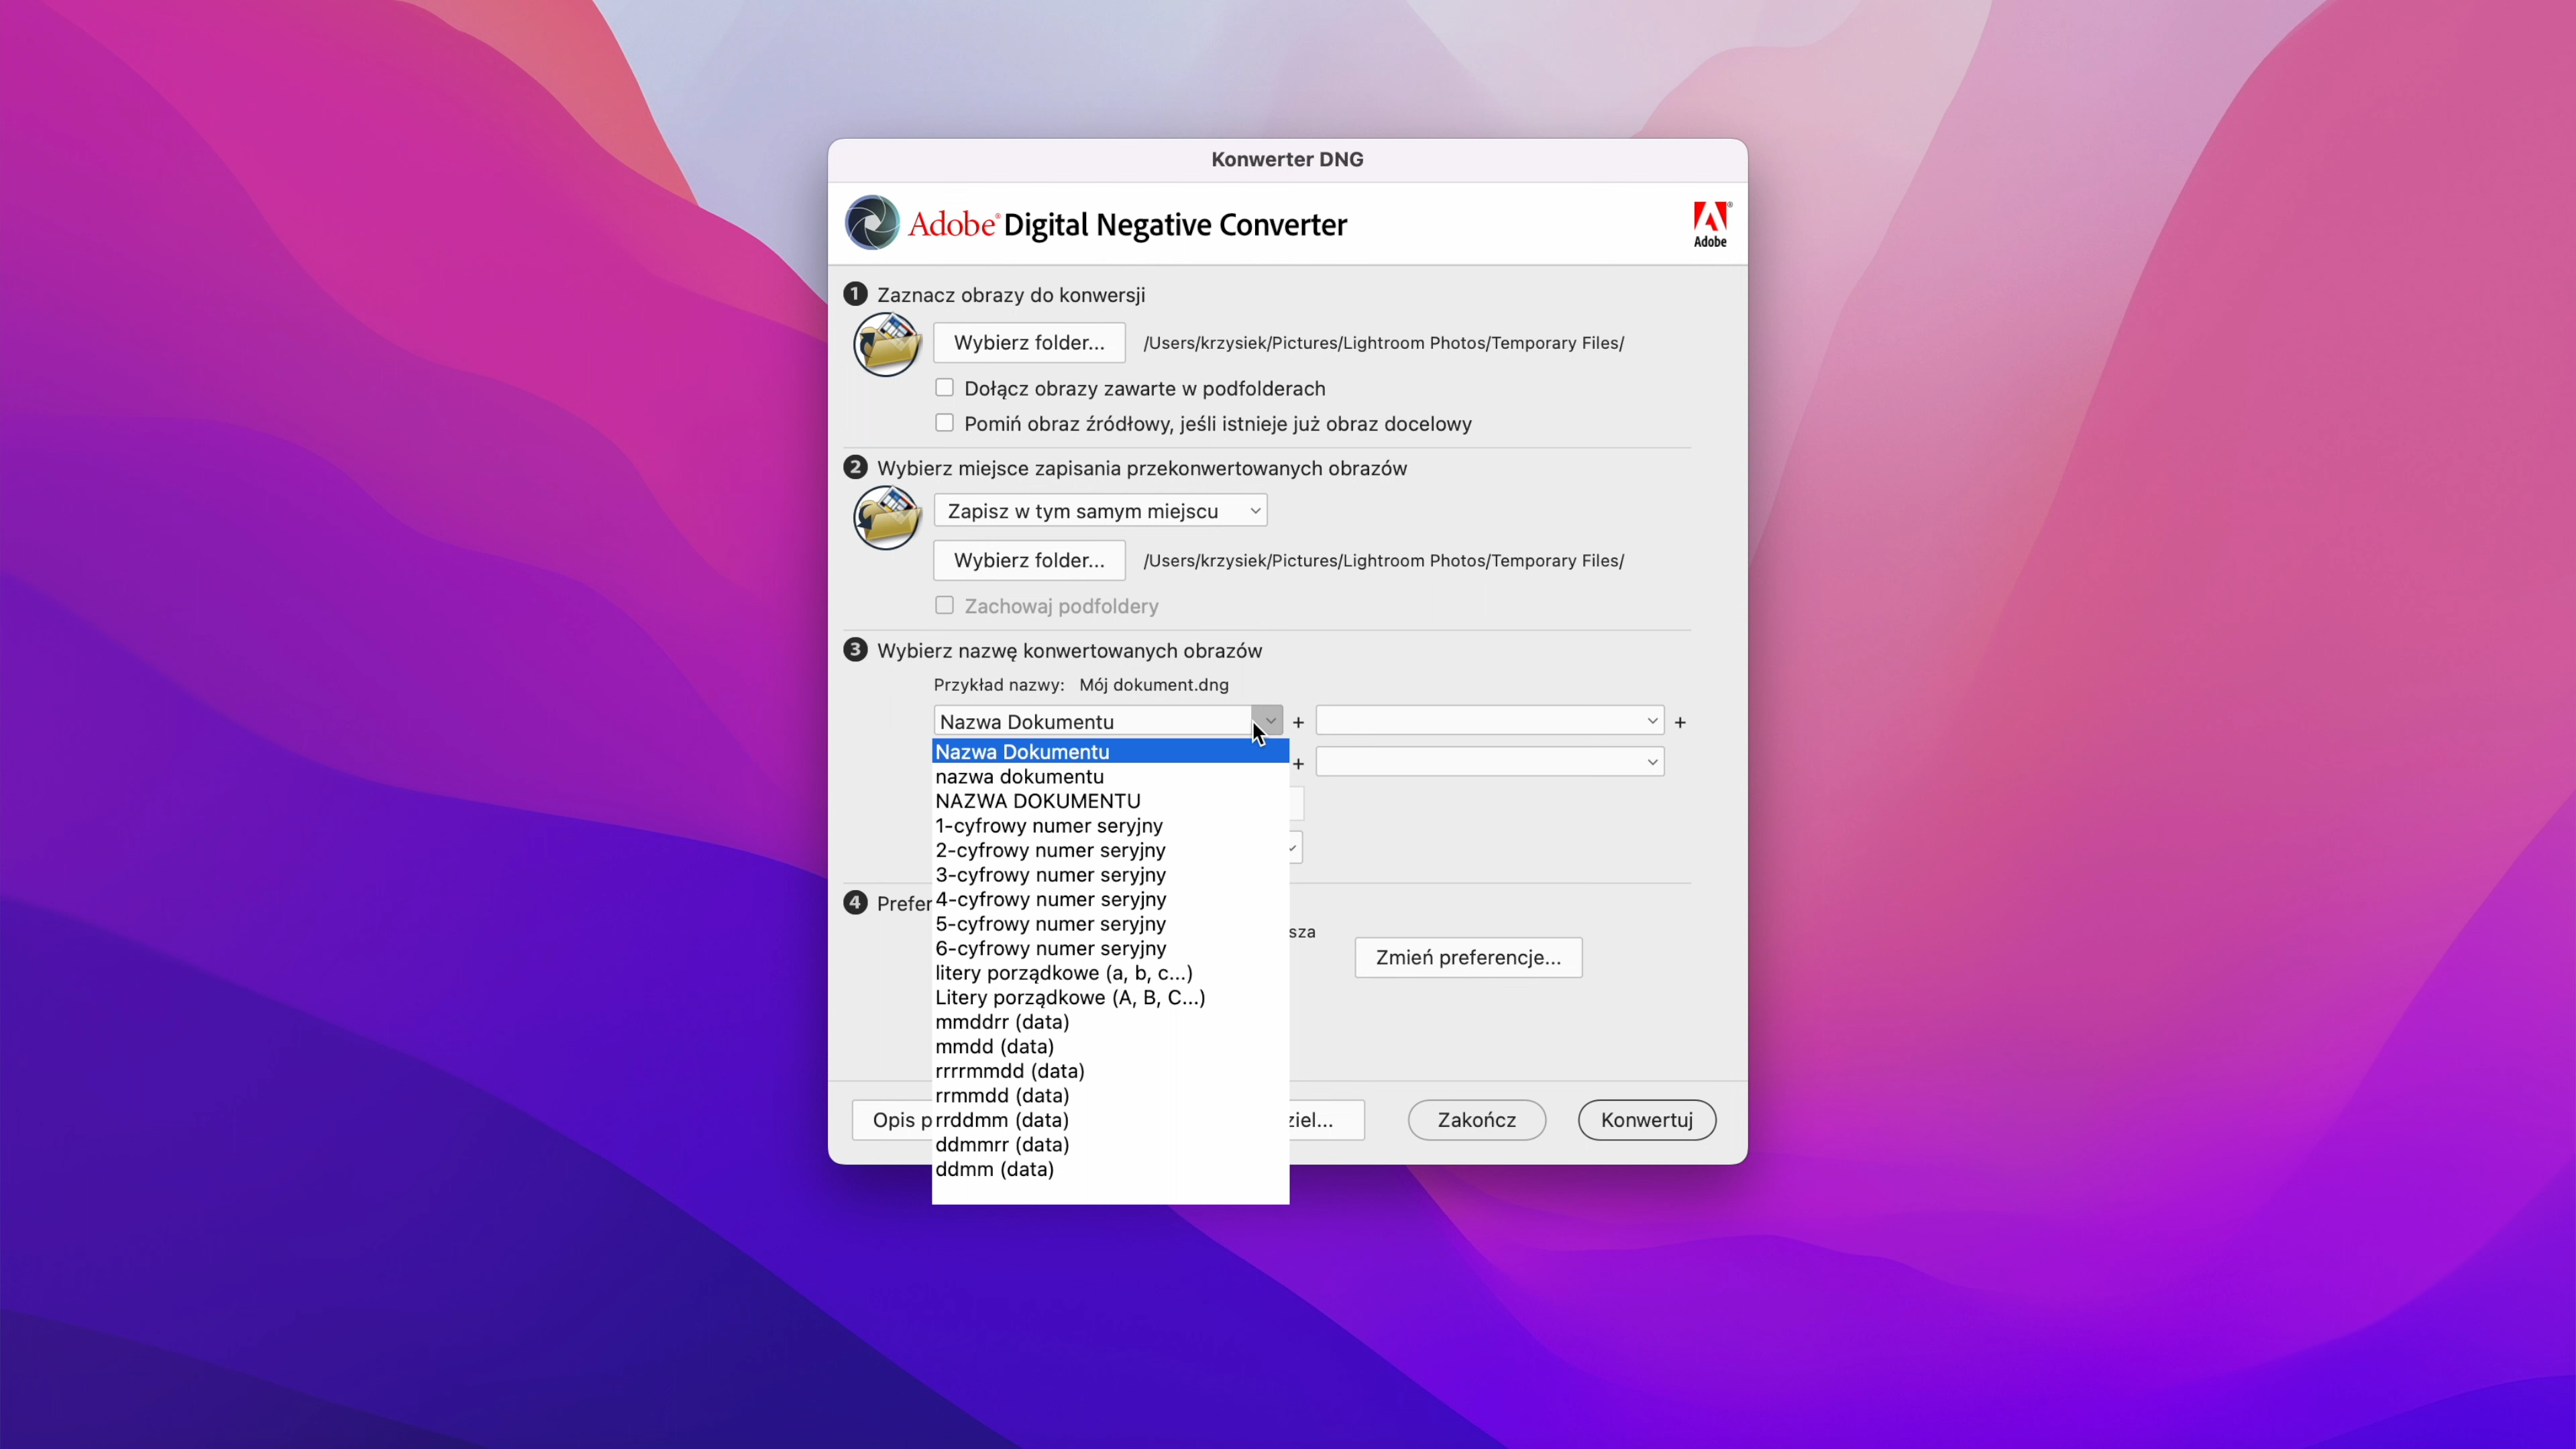 Konwerter DNG
Adobe® Digital Negative Converter
Adobe
1 Zaznacz obrazy do konwersji
Wybierz folder... /Users/krzysiek/Pictures/Lightroom Photos/Temporary Files/
Dołącz obrazy zawarte w podfolderach
Pomiń obraz źródłowy, jeśli istnieje już obraz docelowy
2 Wybierz miejsce zapisania przekonwertowanych obrazów
Zapisz w tym samym miejscu
Wybierz folder... /Users/krzysiek/Pictures/Lightroom Photos/Temporary Files/
Zachowaj podfoldery
3 Wybierz nazwę konwertowanych obrazów
Przykład nazwy: Mój dokument.dng
Nazwa Dokumentu + +
Nazwa Dokumentu
+
nazwa dokumentu
NAZWA DOKUMENTU
1-cyfrowy numer seryjny
2-cyfrowy numer seryjny
3-cyfrowy numer seryjny
4-cyfrowy numer seryjny
5-cyfrowy numer seryjny
6-cyfrowy numer seryjny
litery porządkowe (a, b, c...)
Litery porządkowe (A, B, C...)
mmddrr (data)
mmdd (data)
rrrrmmdd (data)
rrmmdd (data)
rrddmm (data)
ddmmrr (data)
ddmm (data)
4 Prefer
sza
Zmień preferencje...
Opis p
ziel...
Zakończ
Konwertuj